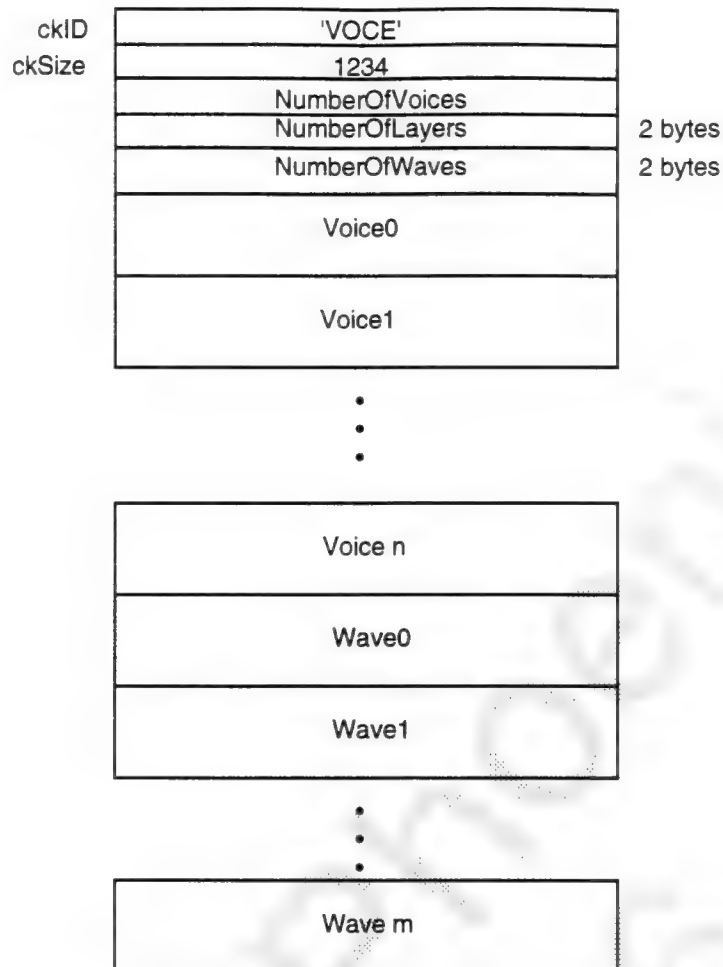 ckID 'VOCE'
ckSize 1234
NumberOfVoices
NumberOfLayers 2 bytes
NumberOfWaves 2 bytes
Voice0
Voice1
Voice n
Wave0
Wave1
Wave m